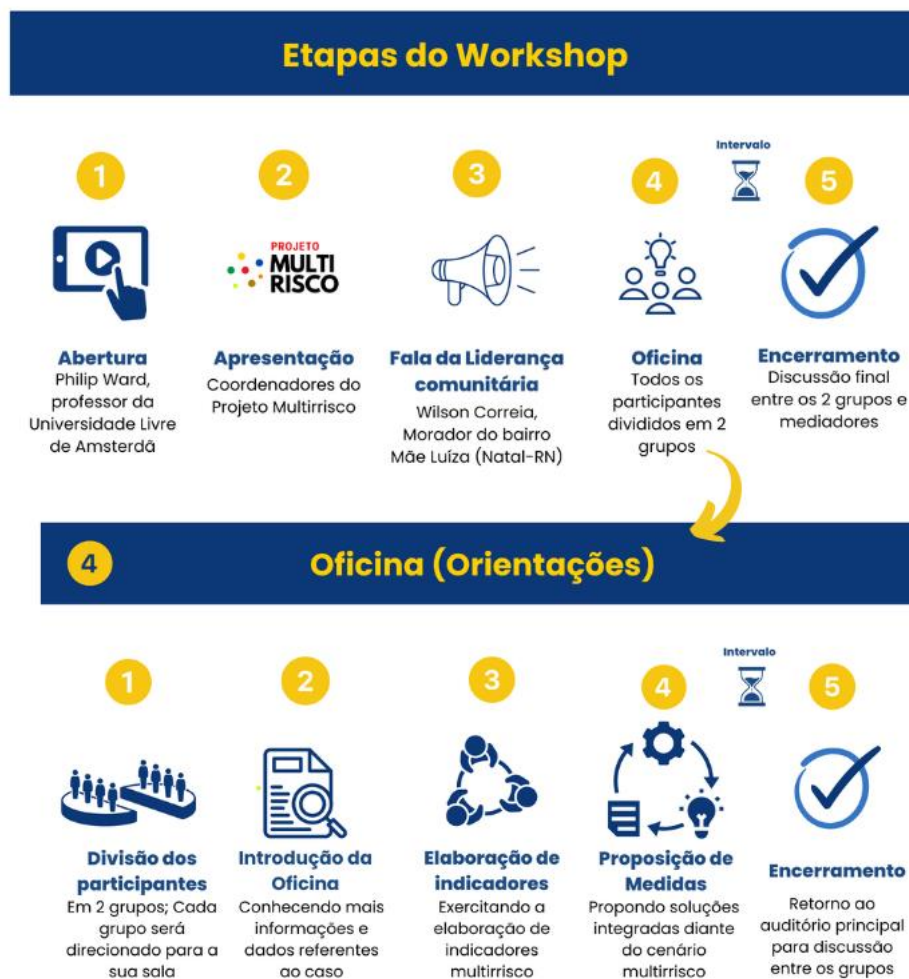 Etapas do Workshop
Intervalo
1
2
3
4
5
PROJETO
MULTI
RISCO
Abertura
Philip Ward,
professor da
Universidade Livre
de Amsterdã
Apresentação
Coordenadores do
Projeto Multirrisco
Fala da Liderança
comunitária
Wilson Correia,
Morador do bairro
Mãe Luíza (Natal-RN)
Oficina
Todos os
participantes
divididos em 2
grupos
Encerramento
Discussão final
entre os 2 grupos e
mediadores
4
Oficina (Orientações)
Intervalo
1
2
3
4
5
Divisão dos
participantes
Em 2 grupos; Cada
grupo será
direcionado para a
sua sala
Introdução da
Oficina
Conhecendo mais
informações e
dados referentes
ao caso
Elaboração de
indicadores
Exercitando a
elaboração de
indicadores
multirrisco
Proposição de
Medidas
Propondo soluções
integradas diante
do cenário
multirrisco
Encerramento
Retorno ao
auditório principal
para discussão
entre os grupos